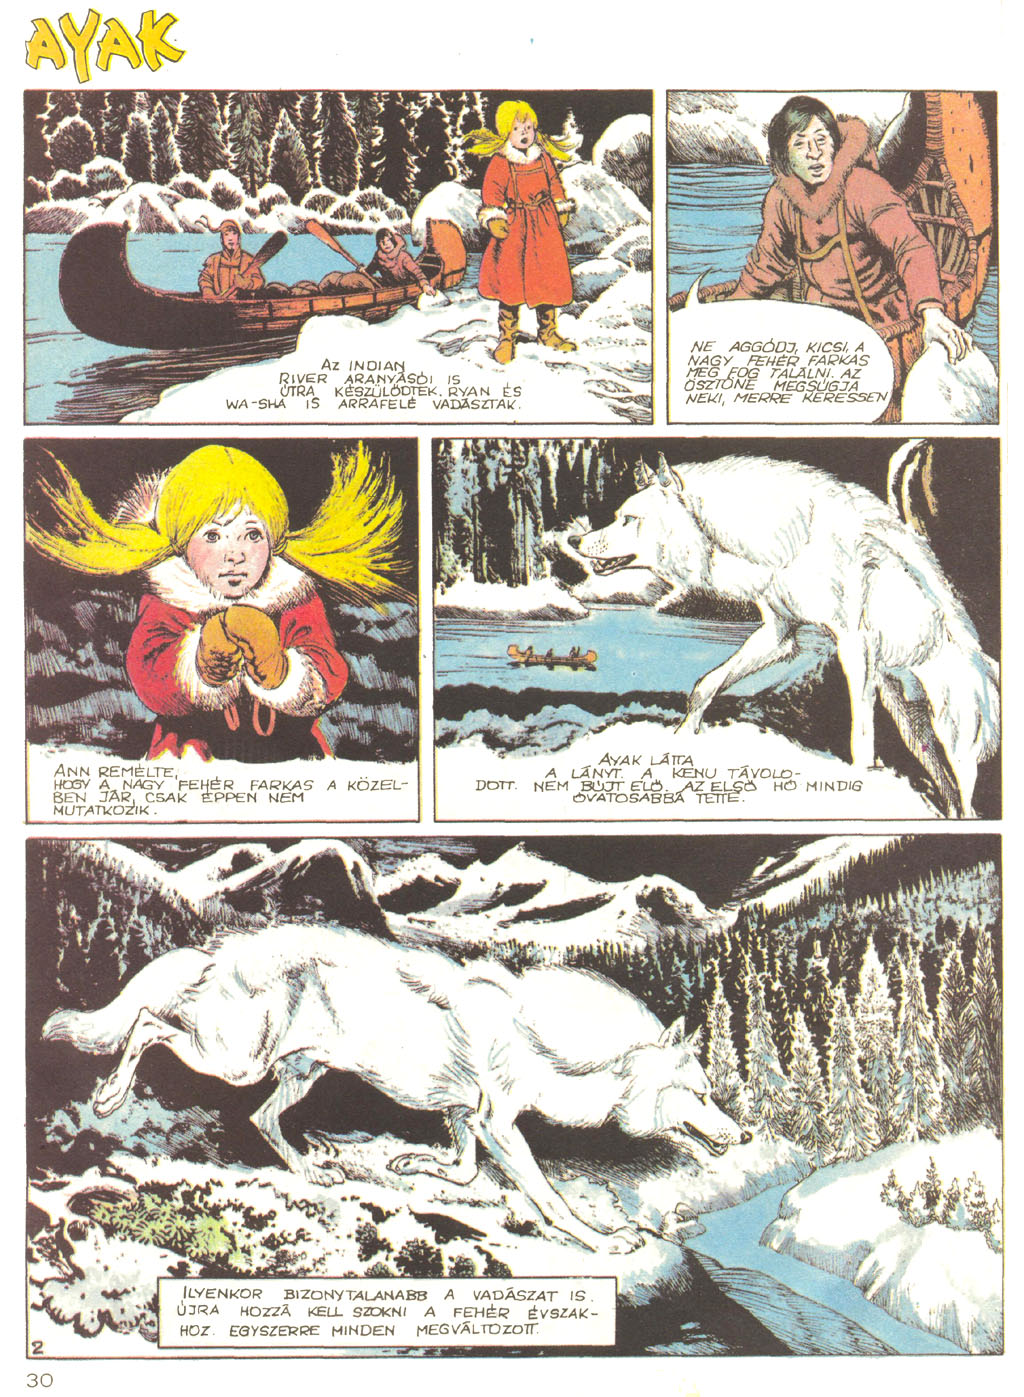 AYAK
AZ INDIAN
RIVER ARANYÁSÓI IS
ÚTRA KÉSZÜLŐDTEK. RYAN ÉS
WA-SHA IS ARRAFELÉ VADÁSZTAK.
NE AGGÓDJ, KICSI, A
NAGY FEHÉR FARKAS
MEG FOG TALÁLNI. AZ
ÖSZTÖNE MEGSÚGJA
NEKI, MERRE KERESSEN
ANN REMÉLTE,
HOGY A NAGY FEHÉR FARKAS A KÖZEL-
BEN JÁR, CSAK ÉPPEN NEM
MUTATKOZIK.
AYAK LÁTTA
A LÁNYT. A KENU TÁVOLO-
DOTT. NEM BÚJT ELŐ. AZ ELSŐ HÓ MINDIG
ÓVATOSABBÁ TETTE.
ILYENKOR BIZONYTALANABB A VADÁSZAT IS.
ÚJRA HOZZÁ KELL SZOKNI A FEHÉR ÉVSZAK-
HOZ. EGYSZERRE MINDEN MEGVÁLTOZOTT.
2
30